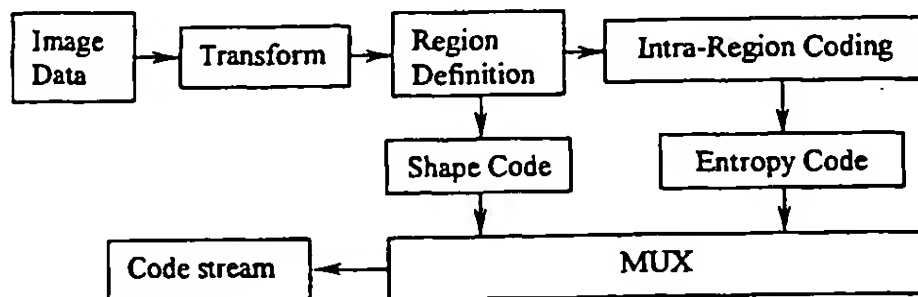 Image
Data
Transform
Region
Definition
Intra-Region Coding
Shape Code
Entropy Code
Code stream
MUX